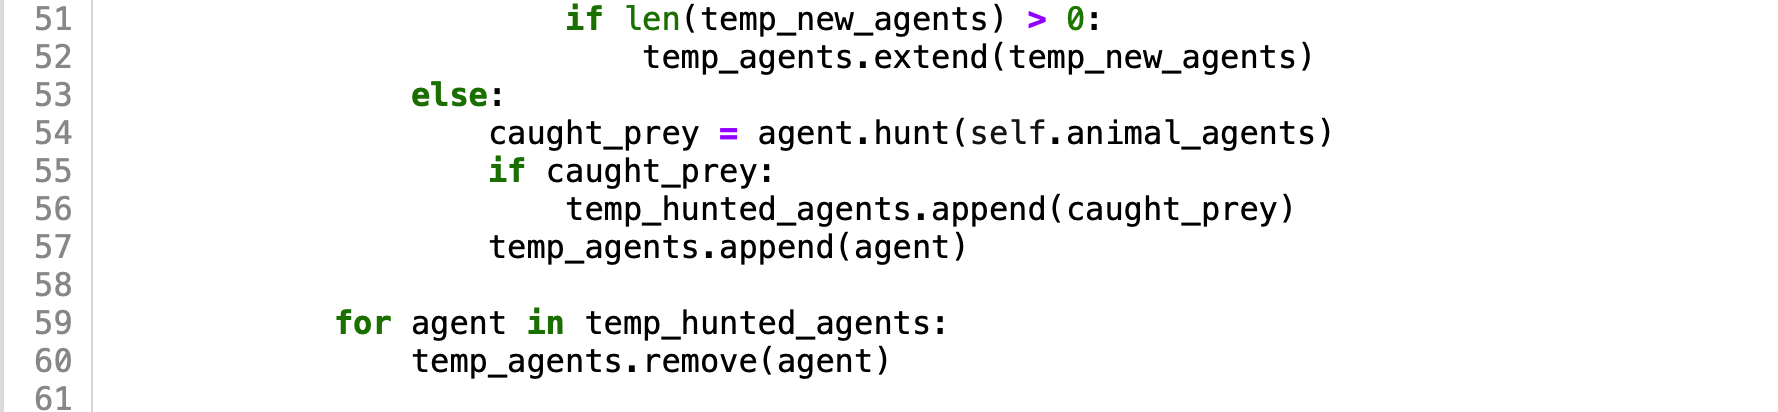 51                         if len(temp_new_agents) > 0:
52                             temp_agents.extend(temp_new_agents)
53                 else:
54                     caught_prey = agent.hunt(self.animal_agents)
55                     if caught_prey:
56                         temp_hunted_agents.append(caught_prey)
57                     temp_agents.append(agent)
58
59             for agent in temp_hunted_agents:
60                 temp_agents.remove(agent)
61